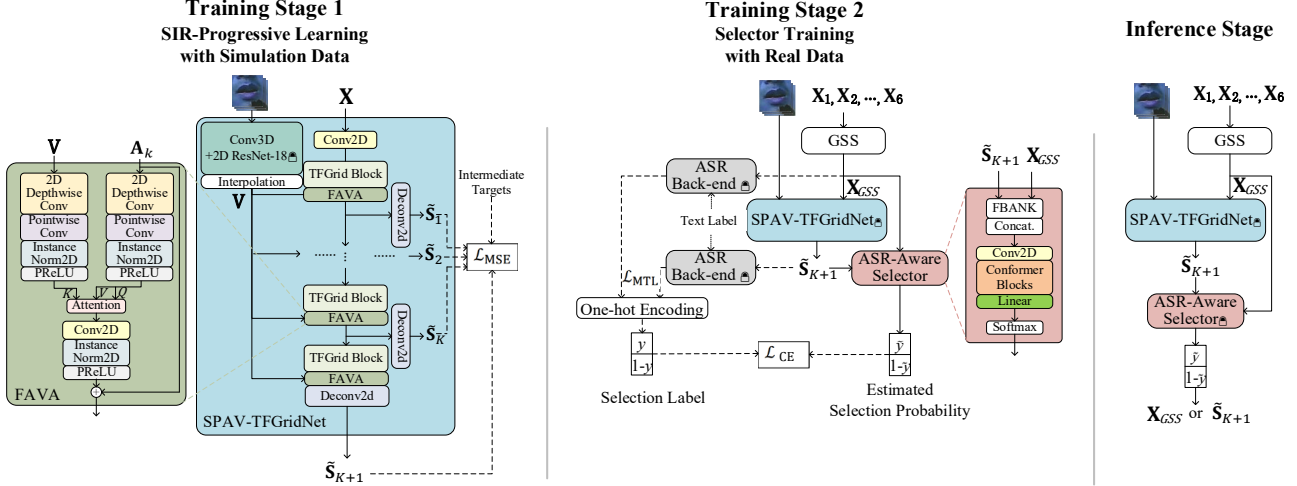 Training Stage 1
SIR-Progressive Learning
with Simulation Data
X
V
A_k
2D
Depthwise
Conv
2D
Depthwise
Conv
Pointwise
Conv
Pointwise
Conv
Instance
Norm2D
Instance
Norm2D
PReLU
PReLU
K
V
Q
Attention
Conv2D
Instance
Norm2D
PReLU
+
FAVA
Conv3D
+2D ResNet-18
Interpolation
V
Conv2D
TFGrid Block
FAVA
Deconv2d
S̃_1
...... ⋮ ......
S̃_2
TFGrid Block
FAVA
Deconv2d
S̃_K
TFGrid Block
FAVA
Deconv2d
SPAV-TFGridNet
S̃_{K+1}
Intermediate
Targets
ℒ_MSE
Training Stage 2
Selector Training
with Real Data
X_1, X_2, ..., X_6
GSS
X_GSS
ASR
Back-end
Text Label
SPAV-TFGridNet
ASR
Back-end
S̃_{K+1}
ASR-Aware
Selector
ℒ_MTL
One-hot Encoding
y
1-y
ℒ_CE
ỹ
1-ỹ
Selection Label
Estimated
Selection Probability
S̃_{K+1}
X_GSS
FBANK
Concat.
Conv2D
Conformer
Blocks
Linear
Softmax
Inference Stage
X_1, X_2, ..., X_6
GSS
X_GSS
SPAV-TFGridNet
S̃_{K+1}
ASR-Aware
Selector
ỹ
1-ỹ
X_GSS or S̃_{K+1}